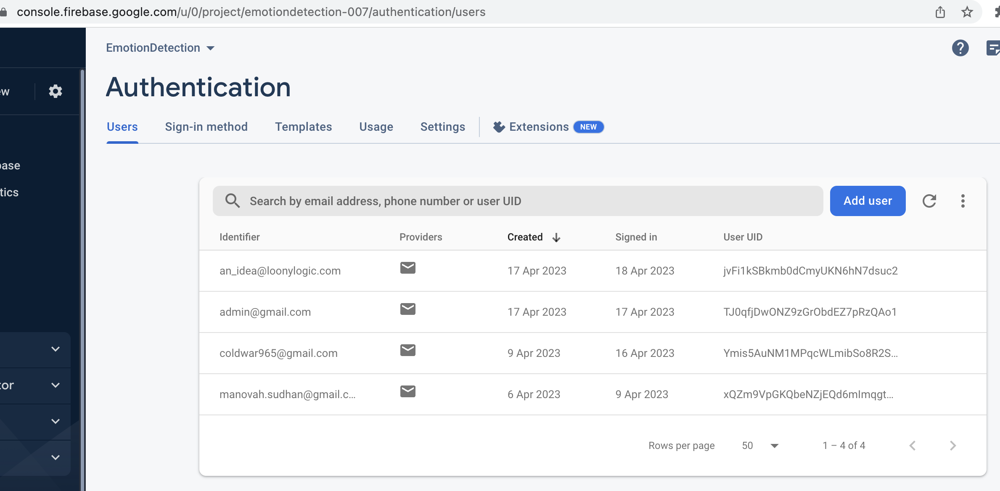 console.firebase.google.com/u/0/project/emotiondetection-007/authentication/users
EmotionDetection
Authentication
Users Sign-in method Templates Usage Settings Extensions NEW
Search by email address, phone number or user UID Add user
Identifier Providers Created Signed in User UID
an_idea@loonylogic.com 17 Apr 2023 18 Apr 2023 jvFi1kSBkmb0dCmyUKN6hN7dsuc2
admin@gmail.com 17 Apr 2023 17 Apr 2023 TJ0qfjDwONZ9zGrObdEZ7pRzQAo1
coldwar965@gmail.com 9 Apr 2023 16 Apr 2023 Ymis5AuNM1MPqcWLmibSo8R2S...
manovah.sudhan@gmail.c... 6 Apr 2023 9 Apr 2023 xQZm9VpGKQbeNZjEQd6mImqgt...
Rows per page 50 1 – 4 of 4